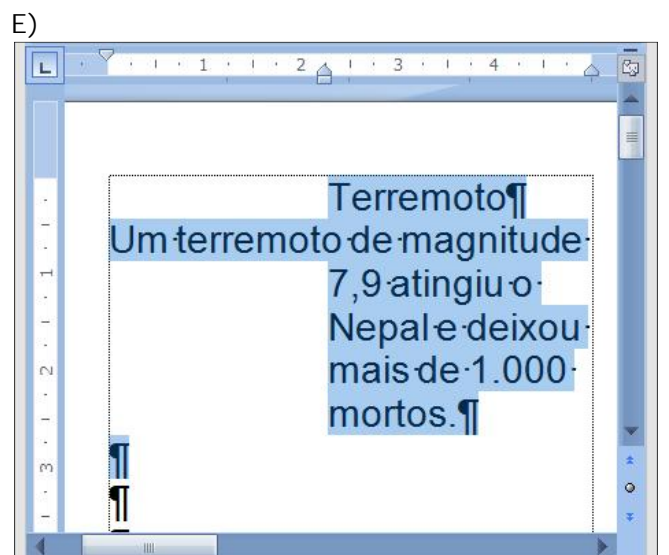 E)
L
1 2 3 4
Terremoto¶
Um·terremoto·de·magnitude·
7,9·atingiu·o·
Nepal·e·deixou·
mais·de·1.000·
mortos.¶
¶
¶
1
2
3